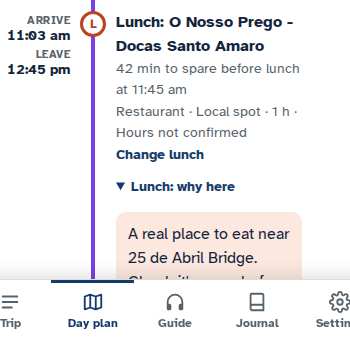 ARRIVE
11:03 am
LEAVE
12:45 pm
L
Lunch: O Nosso Prego -
Docas Santo Amaro
42 min to spare before lunch
at 11:45 am
Restaurant · Local spot · 1 h ·
Hours not confirmed
Change lunch
▼ Lunch: why here
A real place to eat near
25 de Abril Bridge.
Trip
Day plan
Guide
Journal
Settin